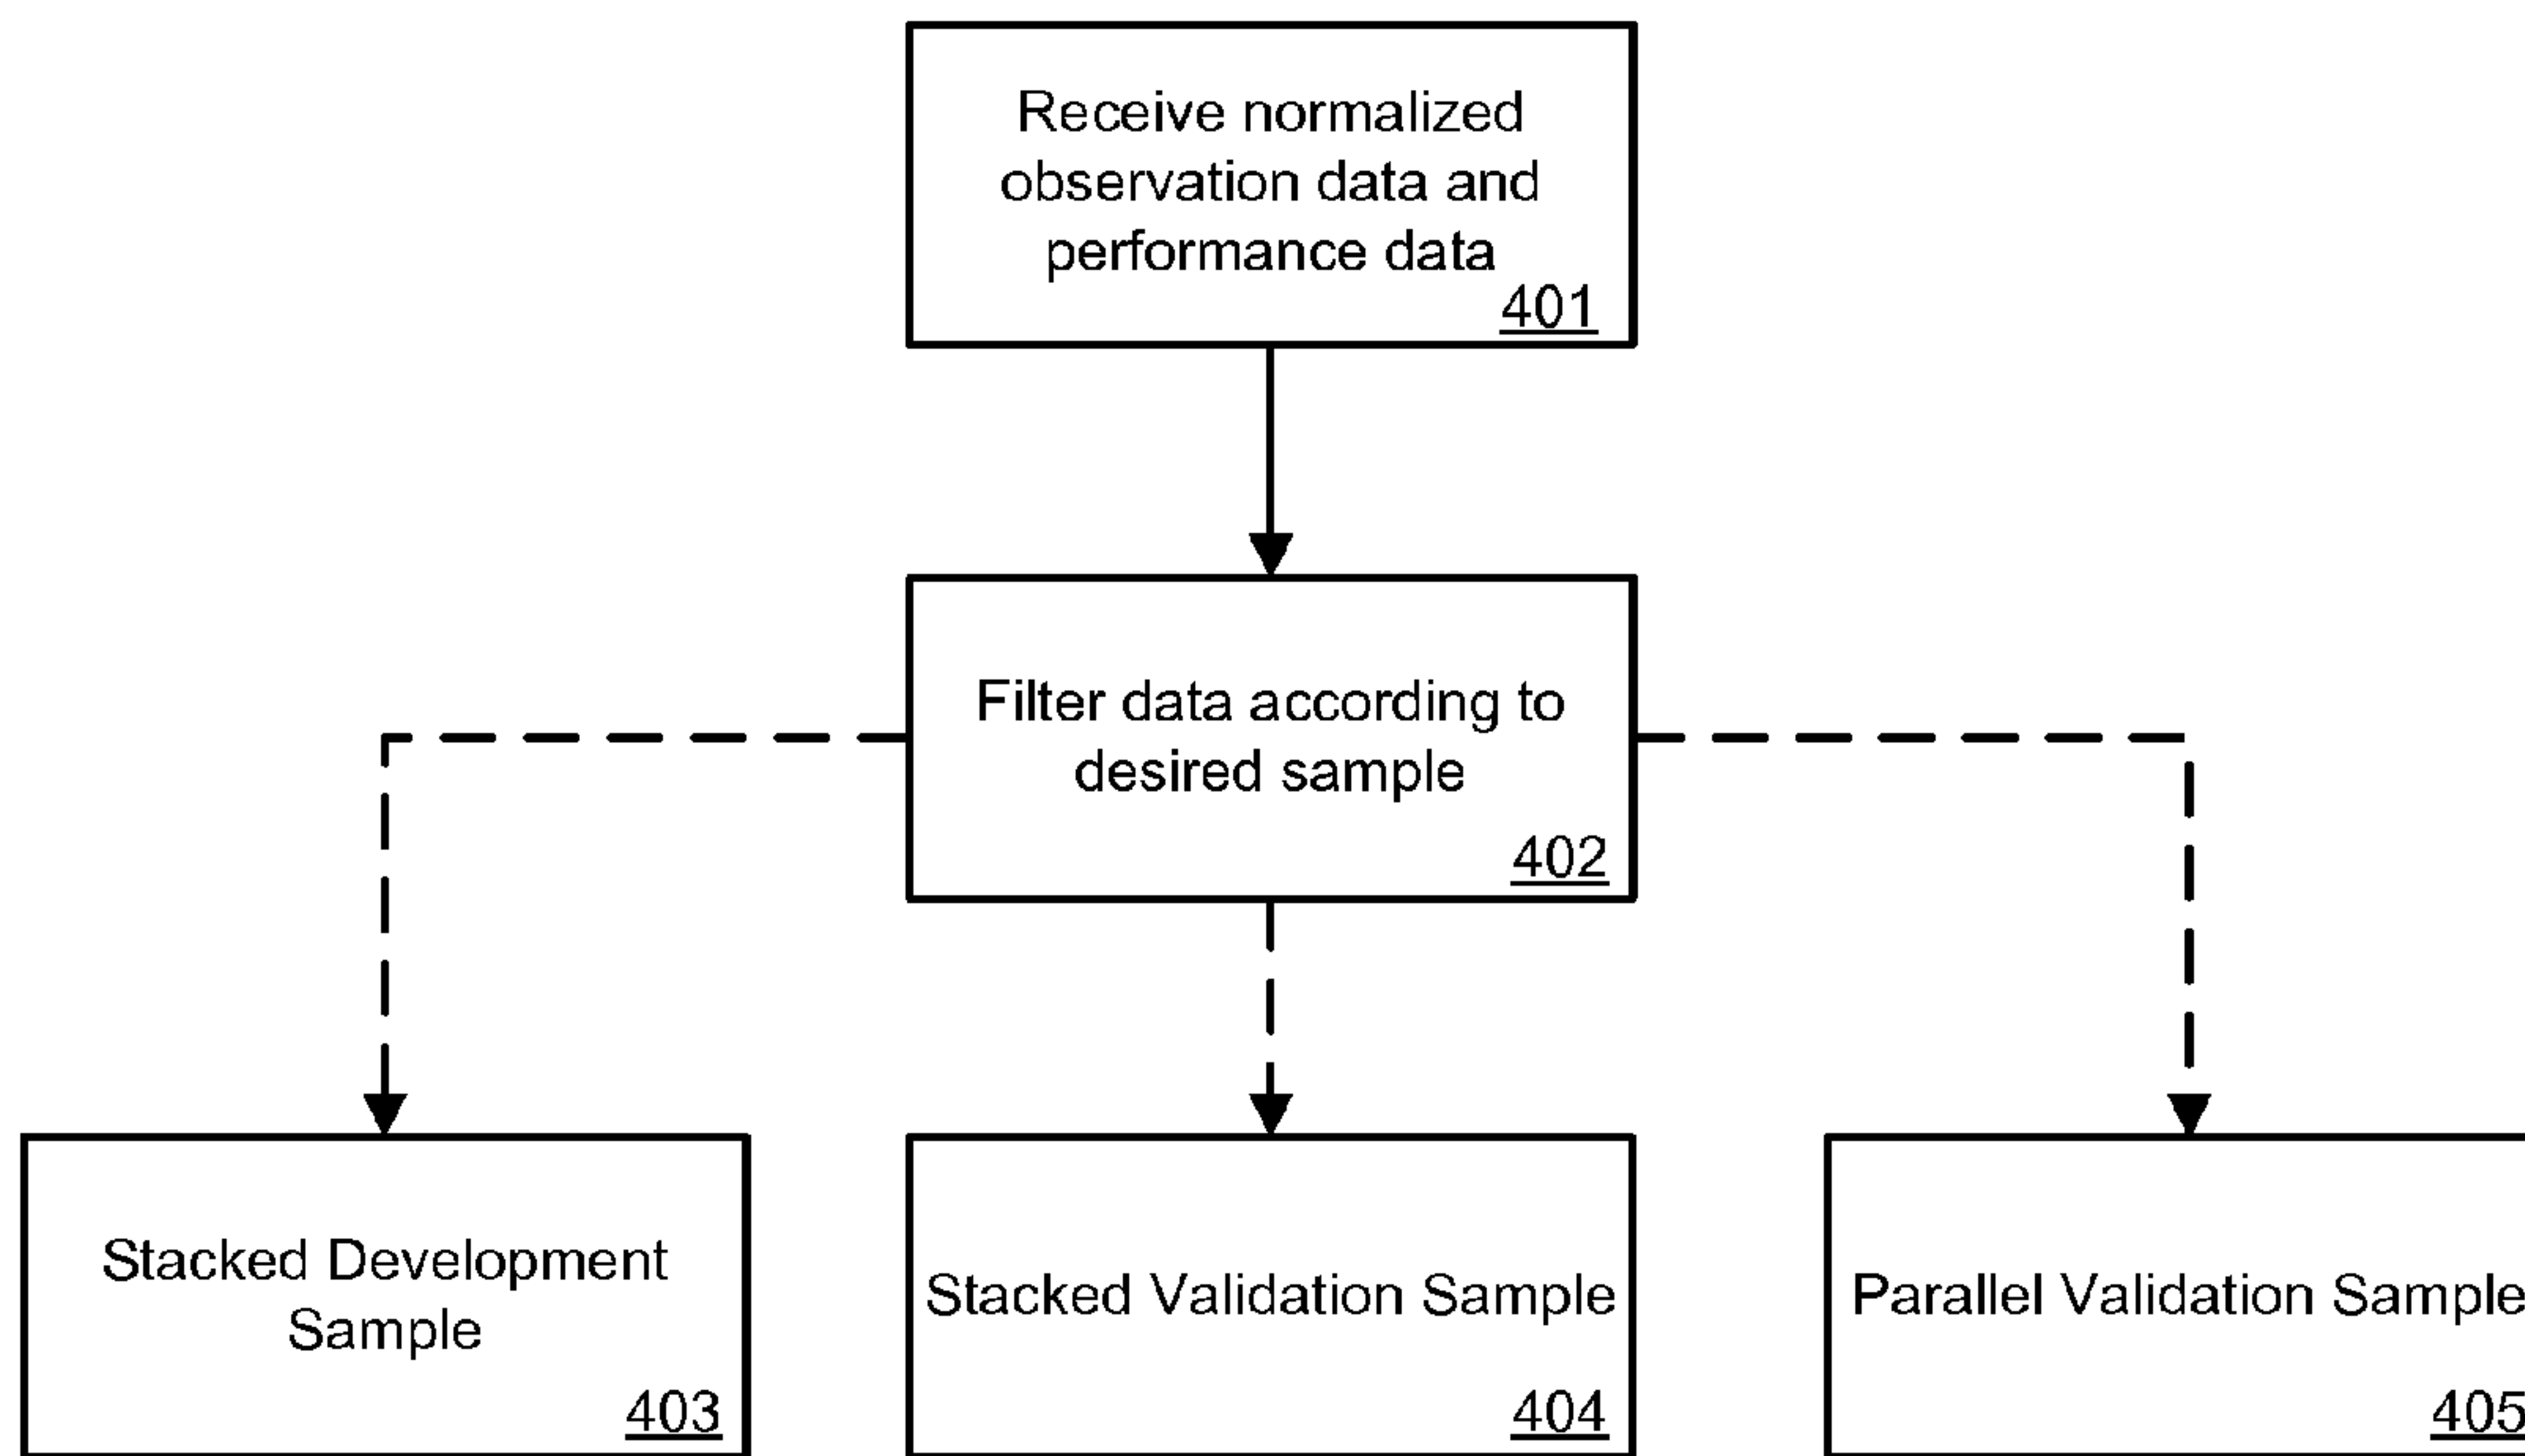 Receive normalized
observation data and
performance data
401
Filter data according to
desired sample
402
Stacked Development
Sample
403
Stacked Validation Sample
404
Parallel Validation Sample
405